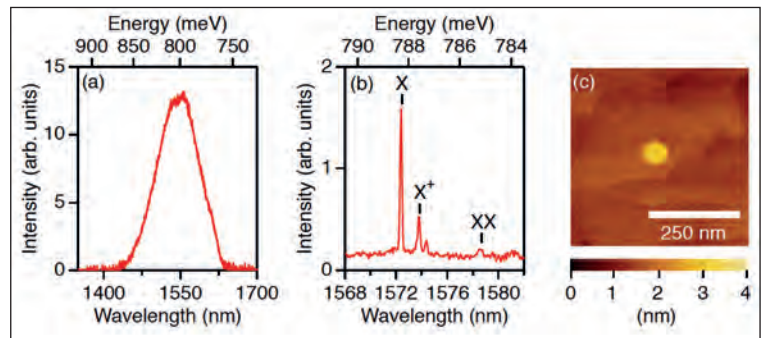 Energy (meV)
900 850 800 750
15
(a)
10
5
0
1400 1550 1700
Wavelength (nm)
Intensity (arb. units)
Energy (meV)
790 788 786 784
2
(b)
X
X+
XX
1
0
1568 1572 1576 1580
Wavelength (nm)
Intensity (arb. units)
(c)
250 nm
0 1 2 3 4
(nm)